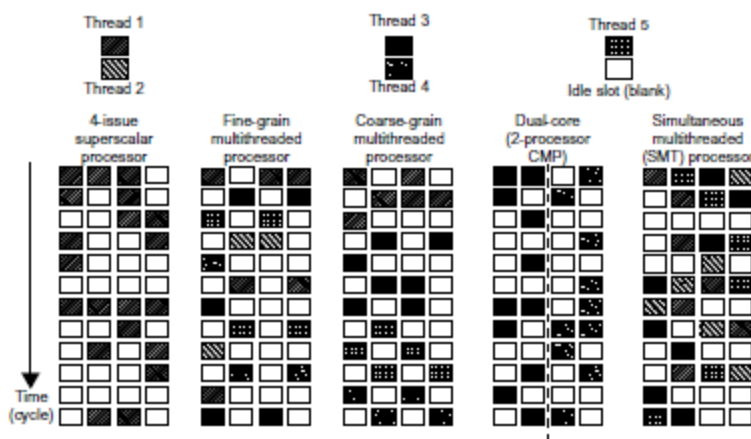 Thread 1
Thread 3
Thread 5
Thread 2
Thread 4
Idle slot (blank)
4-issue
superscalar
processor
Fine-grain
multithreaded
processor
Coarse-grain
multithreaded
processor
Dual-core
(2-processor
CMP)
Simultaneous
multithreaded
(SMT) processor
Time
(cycle)